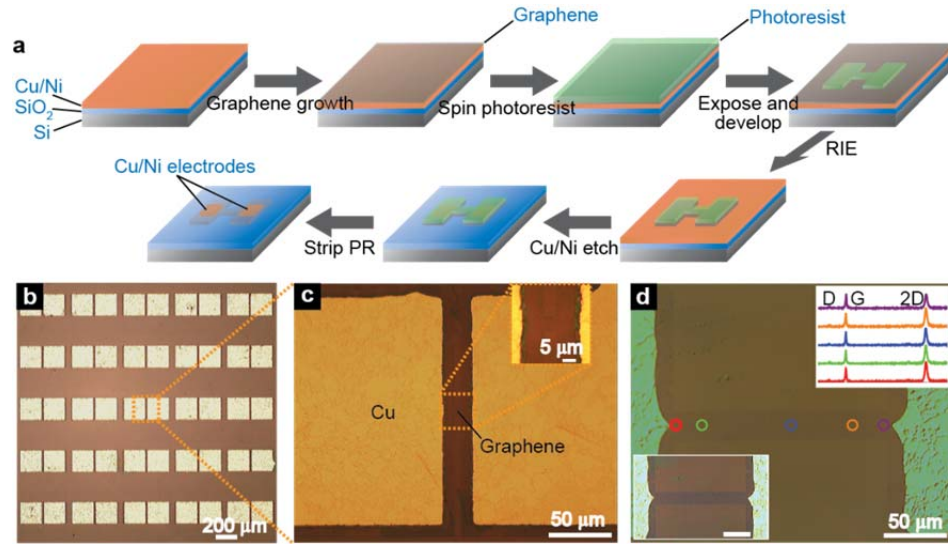 a
Graphene
Photoresist
Cu/Ni
SiO2
Si
Graphene growth
Spin photoresist
Expose and
develop
RIE
Cu/Ni electrodes
Strip PR
Cu/Ni etch
b
200 μm
c
5 μm
Cu
Graphene
50 μm
d
D G 2D
50 μm